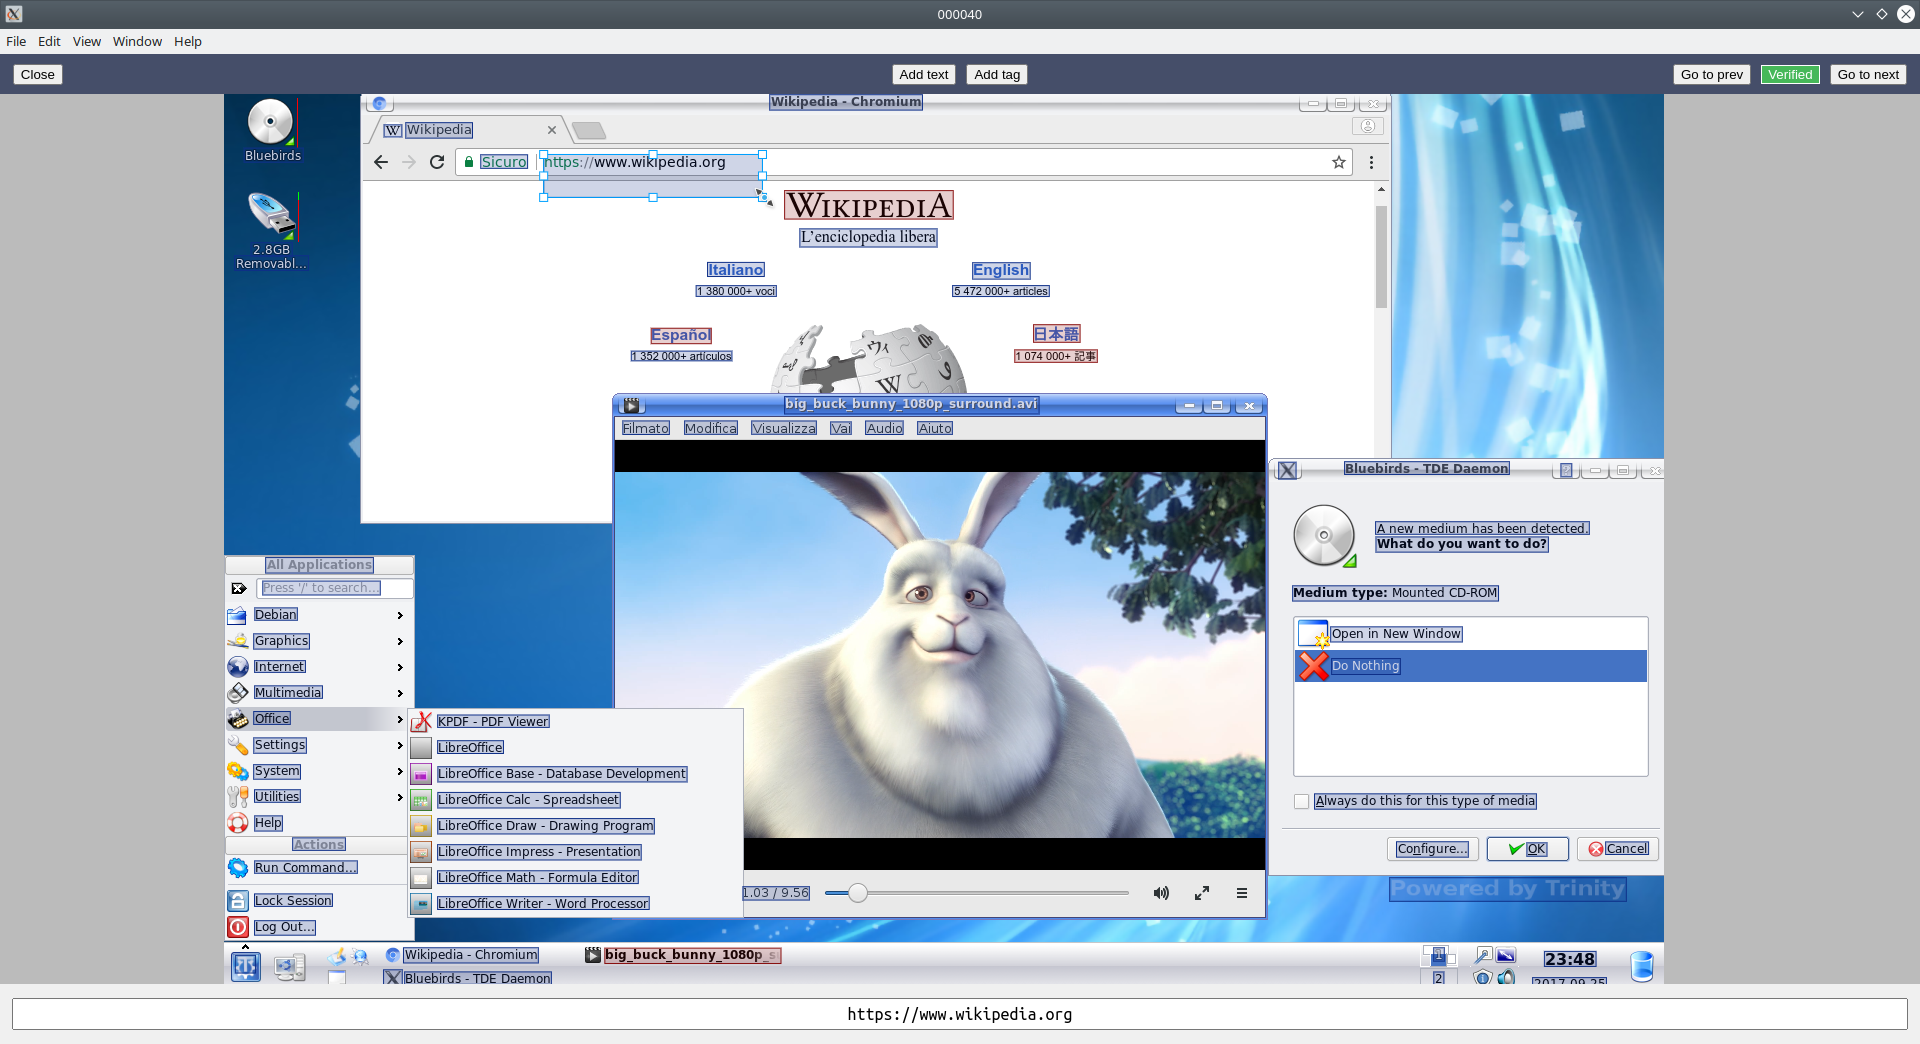 000040
File Edit View Window Help
Close Add text Add tag Go to prev Verified Go to next
Bluebirds
2.8GB
Removabl...
Wikipedia - Chromium
Wikipedia
Sicuro https://www.wikipedia.org
WIKIPEDIA
L'enciclopedia libera
Italiano
1 380 000+ voci
English
5 472 000+ articles
Español
1 352 000+ artículos
日本語
1 074 000+ 記事
big_buck_bunny_1080p_surround.avi
Filmato Modifica Visualizza Vai Audio Aiuto
1.03 / 9.56
Bluebirds - TDE Daemon
A new medium has been detected.
What do you want to do?
Medium type: Mounted CD-ROM
Open in New Window
Do Nothing
Always do this for this type of media
Configure... OK Cancel
Powered by Trinity
All Applications
Press '/' to search...
Debian
Graphics
Internet
Multimedia
Office
Settings
System
Utilities
Help
Actions
Run Command...
Lock Session
Log Out...
KPDF - PDF Viewer
LibreOffice
LibreOffice Base - Database Development
LibreOffice Calc - Spreadsheet
LibreOffice Draw - Drawing Program
LibreOffice Impress - Presentation
LibreOffice Math - Formula Editor
LibreOffice Writer - Word Processor
Wikipedia - Chromium
big_buck_bunny_1080p_s
Bluebirds - TDE Daemon
1
2
23:48
2017-09-25
https://www.wikipedia.org